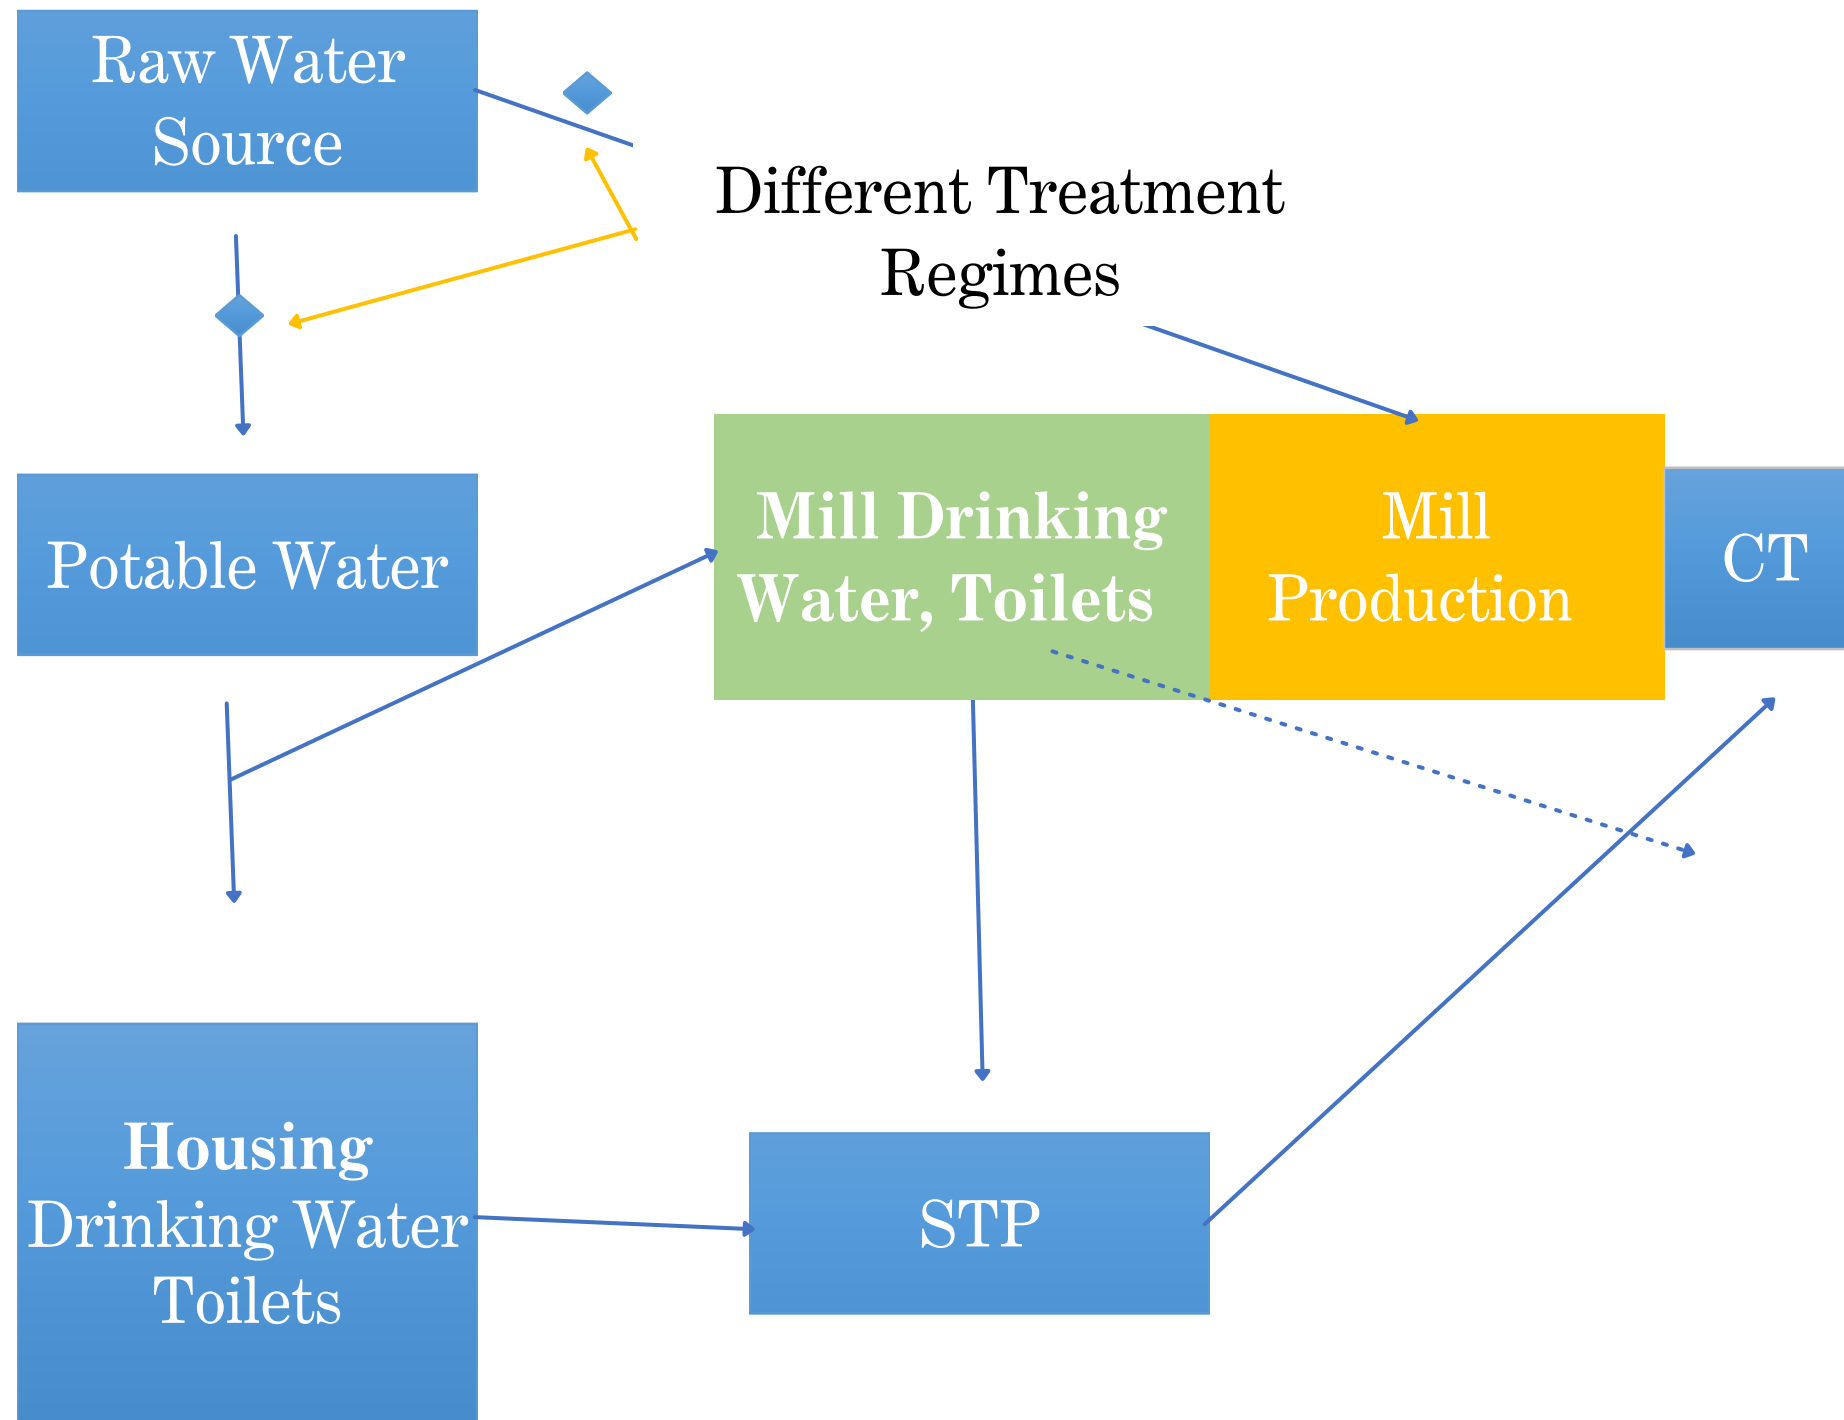 Raw Water
Source
Different Treatment
Regimes
Potable Water
Mill Drinking
Water, Toilets
Mill
Production
CT
Housing
Drinking Water
Toilets
STP